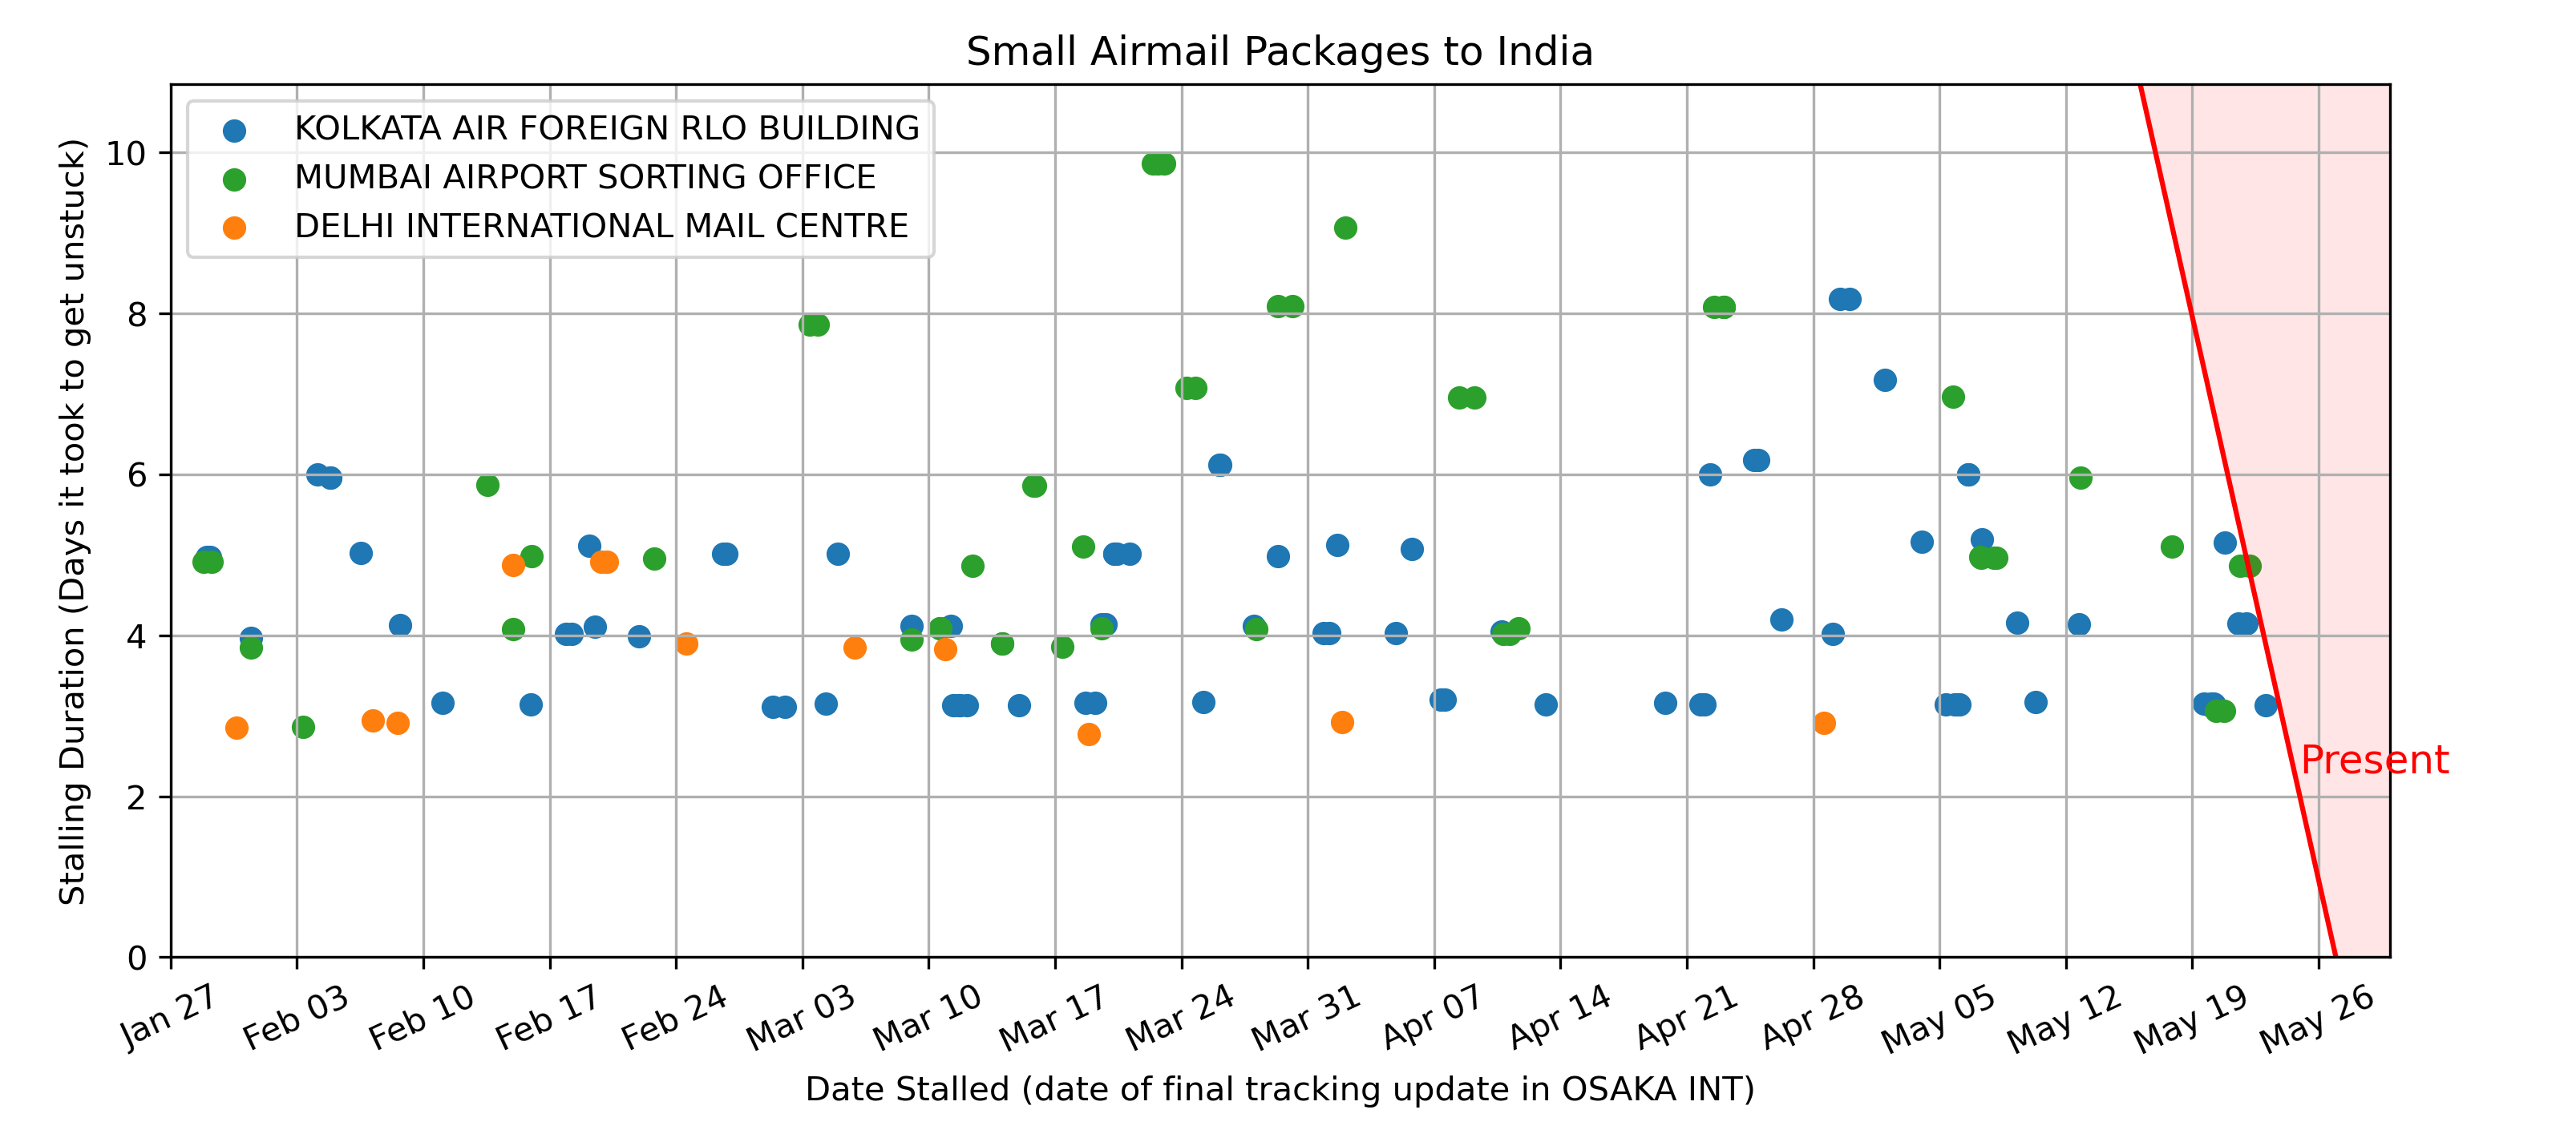 Small Airmail Packages to India
KOLKATA AIR FOREIGN RLO BUILDING
MUMBAI AIRPORT SORTING OFFICE
DELHI INTERNATIONAL MAIL CENTRE
Stalling Duration (Days it took to get unstuck)
10
8
6
4
2
0
Present
Jan 27
Feb 03
Feb 10
Feb 17
Feb 24
Mar 03
Mar 10
Mar 17
Mar 24
Mar 31
Apr 07
Apr 14
Apr 21
Apr 28
May 05
May 12
May 19
May 26
Date Stalled (date of final tracking update in OSAKA INT)